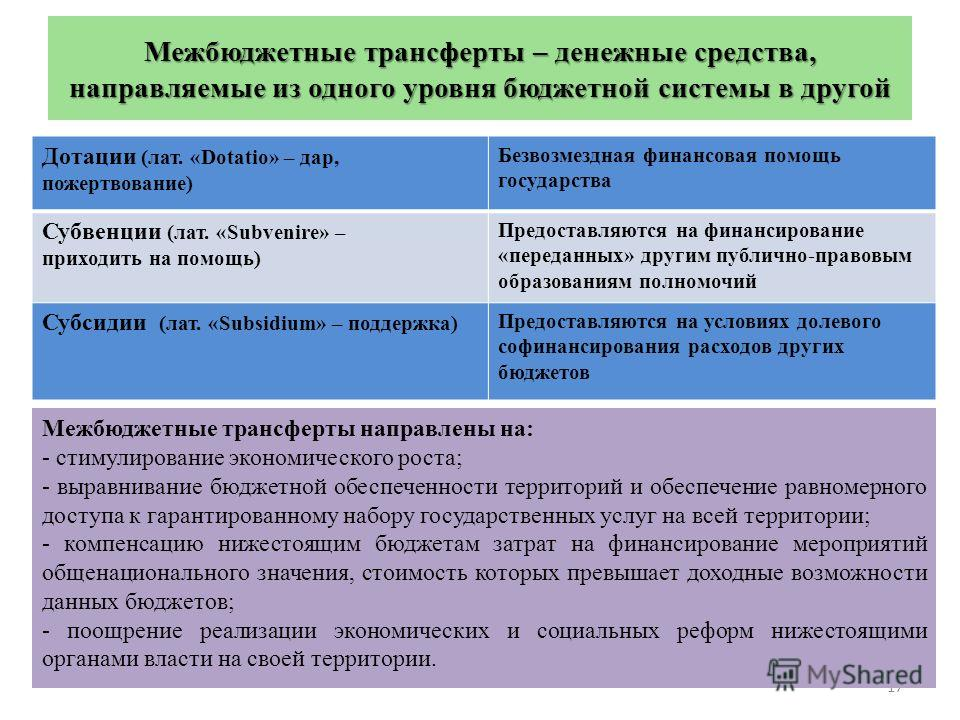 Межбюджетные трансферты – денежные средства,
направляемые из одного уровня бюджетной системы в другой
Дотации (лат. «Dotatio» – дар,
пожертвование)
Безвозмездная финансовая помощь
государства
Субвенции (лат. «Subvenire» –
приходить на помощь)
Предоставляются на финансирование
«переданных» другим публично-правовым
образованиям полномочий
Субсидии (лат. «Subsidium» – поддержка)
Предоставляются на условиях долевого
софинансирования расходов других
бюджетов
Межбюджетные трансферты направлены на:
- стимулирование экономического роста;
- выравнивание бюджетной обеспеченности территорий и обеспечение равномерного
доступа к гарантированному набору государственных услуг на всей территории;
- компенсацию нижестоящим бюджетам затрат на финансирование мероприятий
общенационального значения, стоимость которых превышает доходные возможности
данных бюджетов;
- поощрение реализации экономических и социальных реформ нижестоящими
органами власти на своей территории.
MyShared
17